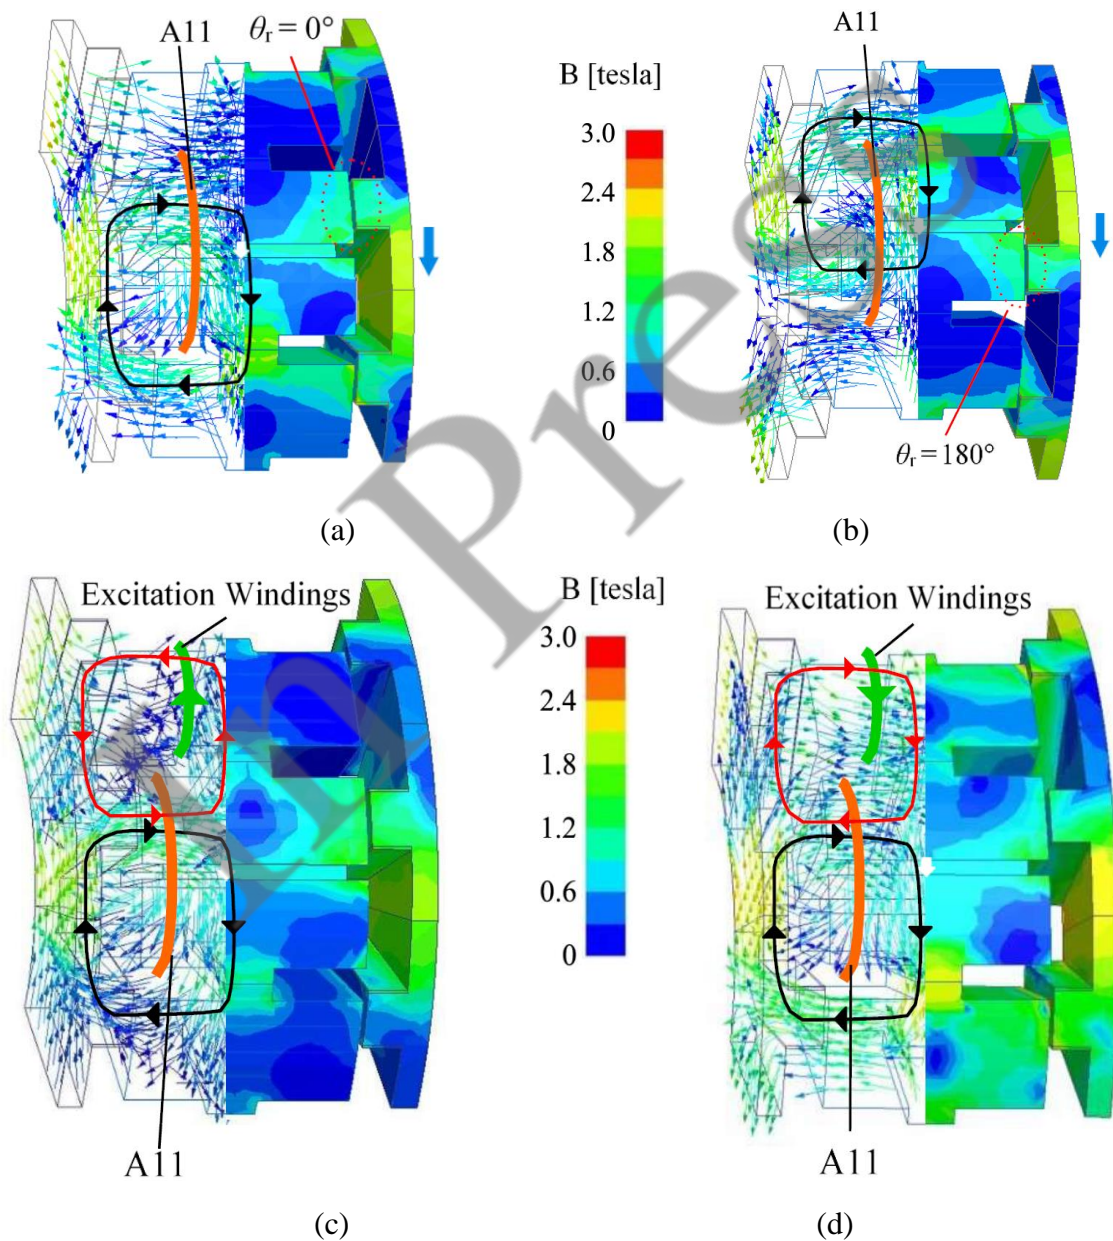 A11
θr = 0°
B [tesla]
3.0
2.4
1.8
1.2
0.6
0
A11
θr = 180°
(a)
(b)
Excitation Windings
A11
B [tesla]
3.0
2.4
1.8
1.2
0.6
0
Excitation Windings
A11
(c)
(d)
In Press